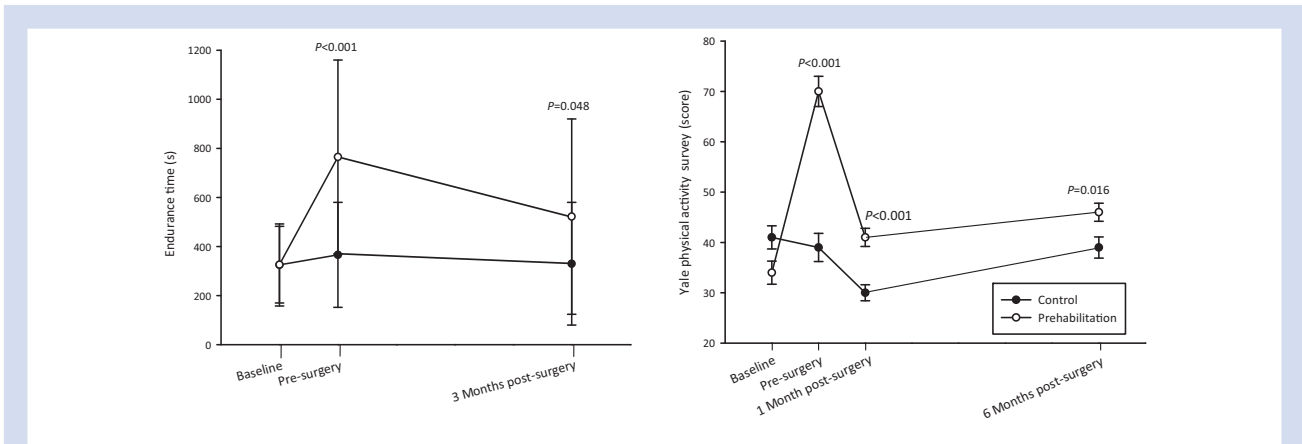 1200
1000
800
600
400
200
0
Endurance time (s)
P<0.001
P=0.048
Baseline
Pre-surgery
3 Months post-surgery
80
70
60
50
40
30
20
Yale physical activity survey (score)
P<0.001
P<0.001
P=0.016
Control
Prehabilitation
Baseline
Pre-surgery
1 Month post-surgery
6 Months post-surgery